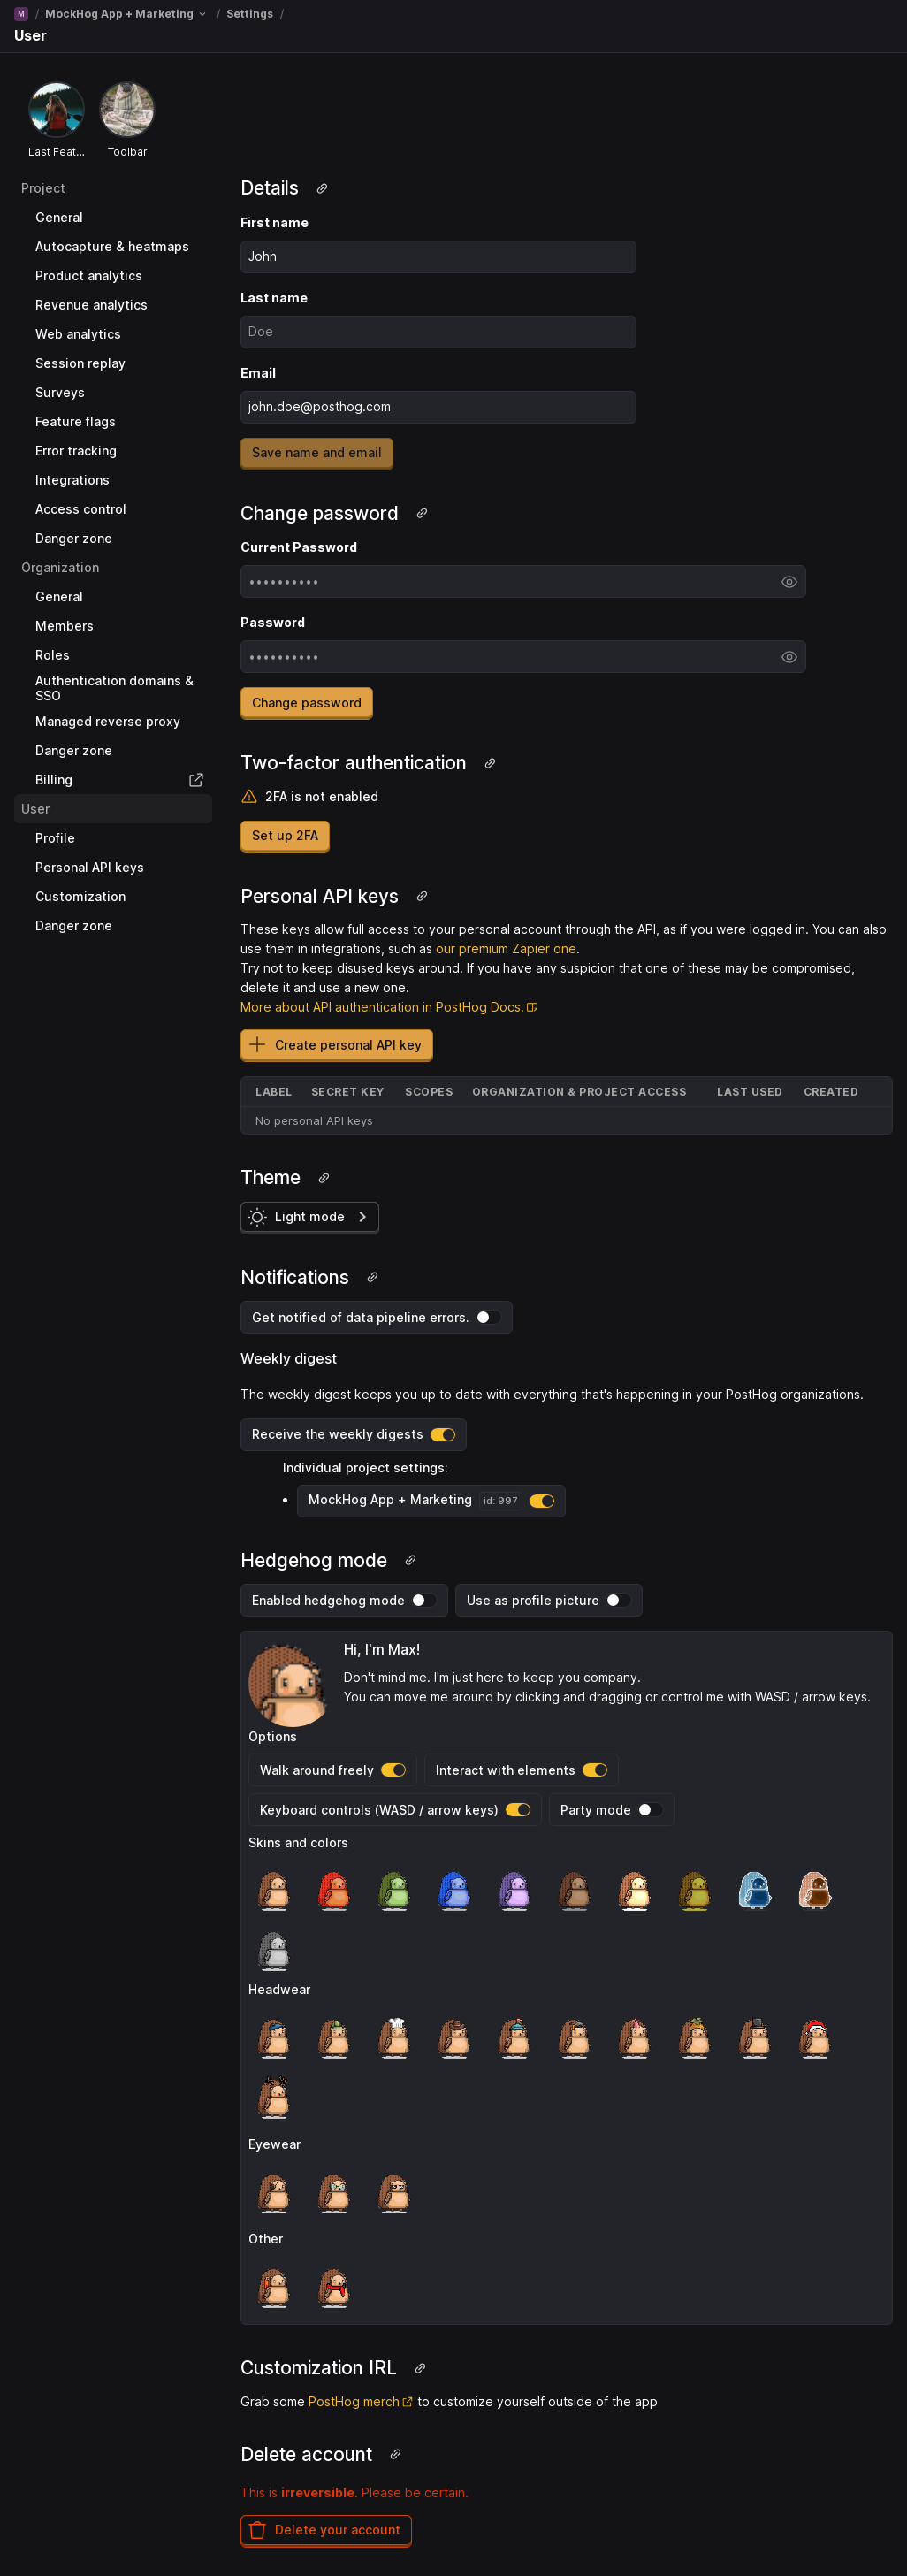 M / MockHog App + Marketing / Settings /
User
Last Feat... Toolbar
Project
General
Autocapture & heatmaps
Product analytics
Revenue analytics
Web analytics
Session replay
Surveys
Feature flags
Error tracking
Integrations
Access control
Danger zone
Organization
General
Members
Roles
Authentication domains &
SSO
Managed reverse proxy
Danger zone
Billing
User
Profile
Personal API keys
Customization
Danger zone
Details
First name
John
Last name
Doe
Email
john.doe@posthog.com
Save name and email
Change password
Current Password
••••••••••
Password
••••••••••
Change password
Two-factor authentication
2FA is not enabled
Set up 2FA
Personal API keys
These keys allow full access to your personal account through the API, as if you were logged in. You can also
use them in integrations, such as our premium Zapier one.
Try not to keep disused keys around. If you have any suspicion that one of these may be compromised,
delete it and use a new one.
More about API authentication in PostHog Docs.
Create personal API key
LABEL SECRET KEY SCOPES ORGANIZATION & PROJECT ACCESS LAST USED CREATED
No personal API keys
Theme
Light mode
Notifications
Get notified of data pipeline errors.
Weekly digest
The weekly digest keeps you up to date with everything that's happening in your PostHog organizations.
Receive the weekly digests
Individual project settings:
• MockHog App + Marketing id: 997
Hedgehog mode
Enabled hedgehog mode Use as profile picture
Hi, I'm Max!
Don't mind me. I'm just here to keep you company.
You can move me around by clicking and dragging or control me with WASD / arrow keys.
Options
Walk around freely Interact with elements
Keyboard controls (WASD / arrow keys) Party mode
Skins and colors
Headwear
Eyewear
Other
Customization IRL
Grab some PostHog merch to customize yourself outside of the app
Delete account
This is irreversible. Please be certain.
Delete your account